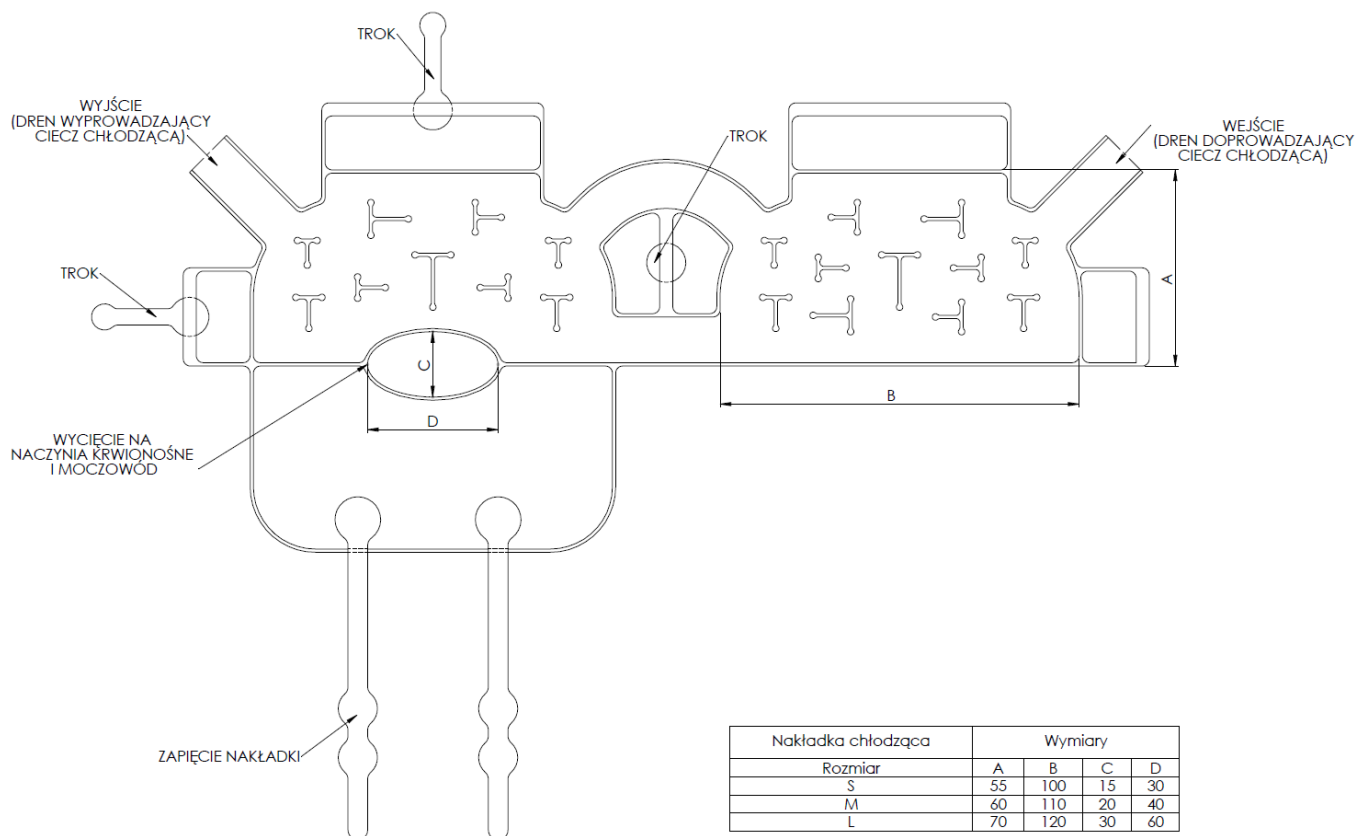 TROK
WYJŚCIE
(DREN WYPROWADZAJĄCY
CIECZ CHŁODZĄCĄ)
TROK
WEJŚCIE
(DREN DOPROWADZAJĄCY
CIECZ CHŁODZĄCĄ)
TROK
A
C
B
D
WYCIĘCIE NA
NACZYNIA KRWIONOŚNE
I MOCZOWÓD
ZAPIĘCIE NAKŁADKI
Nakładka chłodząca Wymiary
Rozmiar A B C D
S 55 100 15 30
M 60 110 20 40
L 70 120 30 60